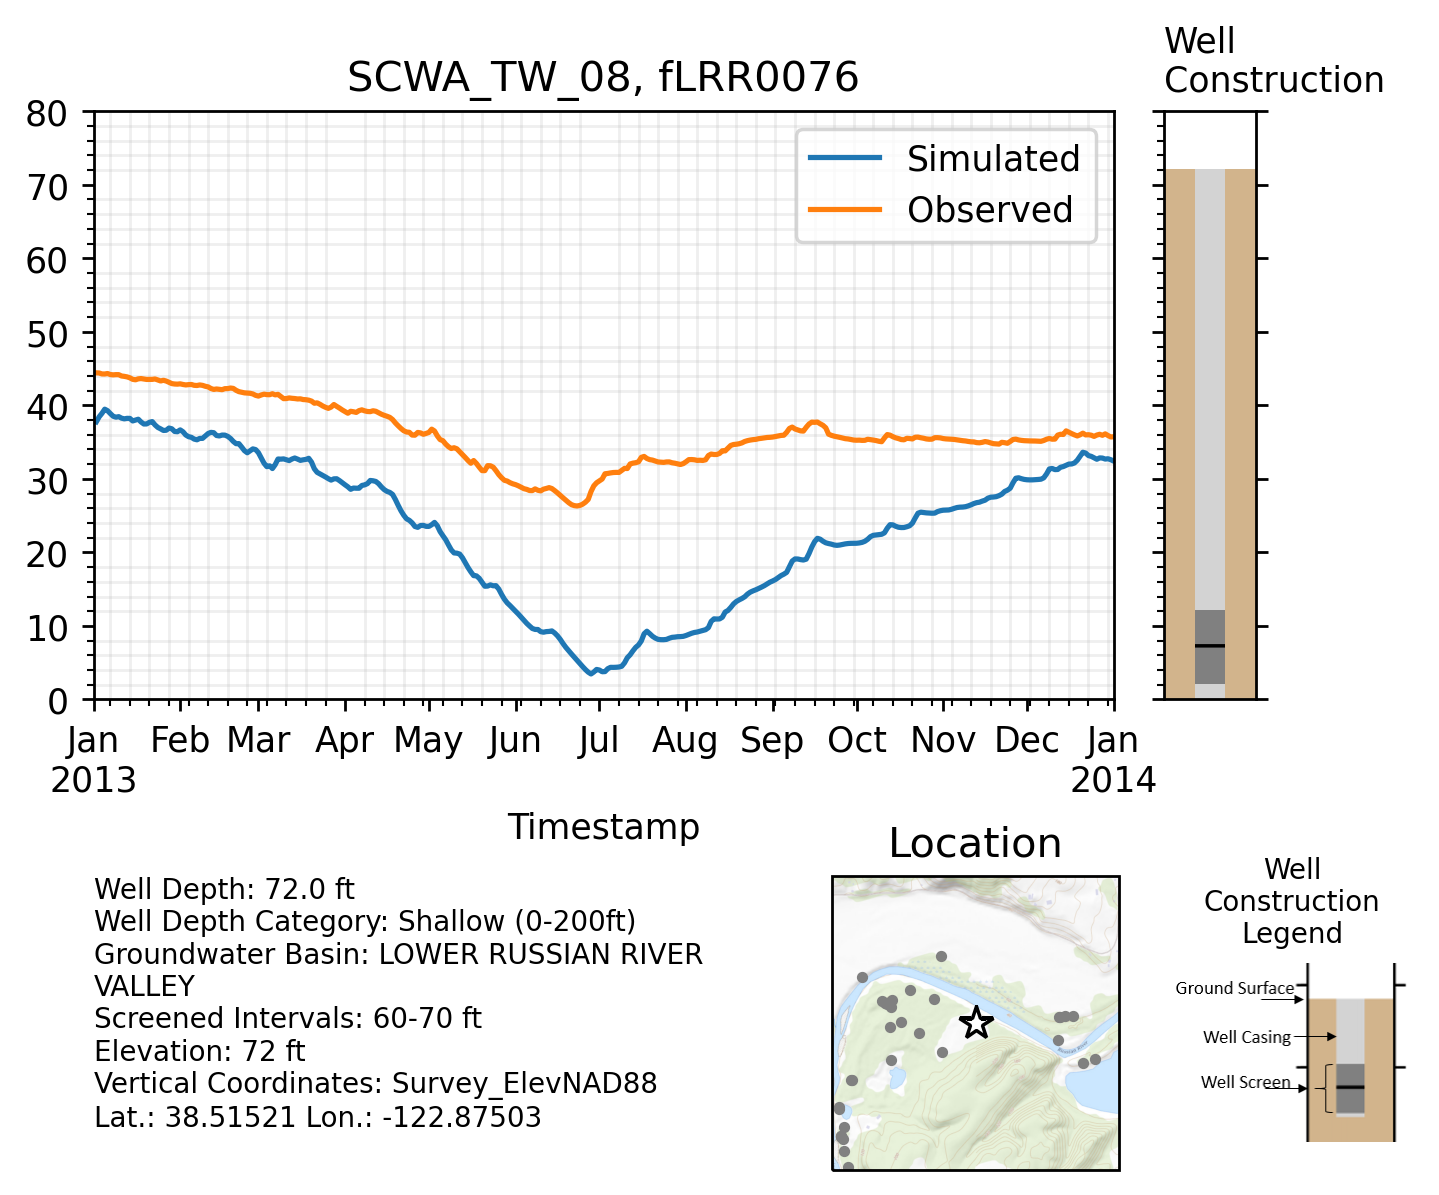 SCWA_TW_08, fLRR0076
Well
Construction
80
70
60
50
40
30
20
10
0
Simulated
Observed
Jan Feb Mar Apr May Jun Jul Aug Sep Oct Nov Dec Jan
2013 2014
Timestamp
Well Depth: 72.0 ft
Well Depth Category: Shallow (0-200ft)
Groundwater Basin: LOWER RUSSIAN RIVER
VALLEY
Screened Intervals: 60-70 ft
Elevation: 72 ft
Vertical Coordinates: Survey_ElevNAD88
Lat.: 38.51521 Lon.: -122.87503
Location
Russian River
Well
Construction
Legend
Ground Surface
Well Casing
Well Screen